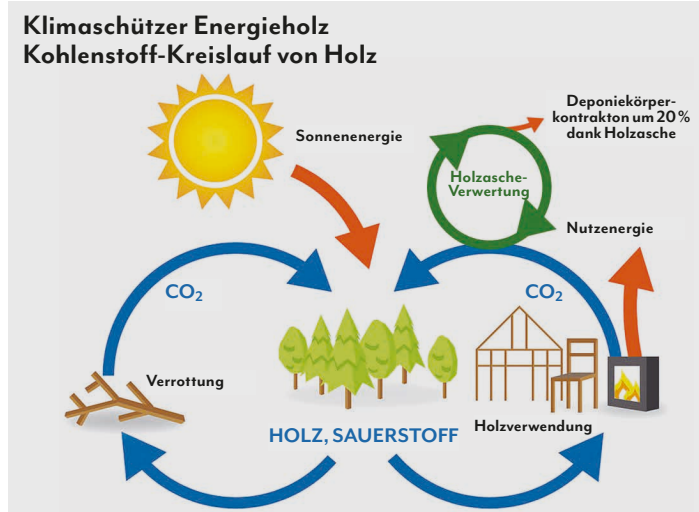 Klimaschützer Energieholz
Kohlenstoff-Kreislauf von Holz
Sonnenenergie
Deponiekörper-
kontrakton um 20 %
dank Holzasche
Holzasche-
Verwertung
Nutzenergie
CO₂
CO₂
Verrottung
HOLZ, SAUERSTOFF
Holzverwendung